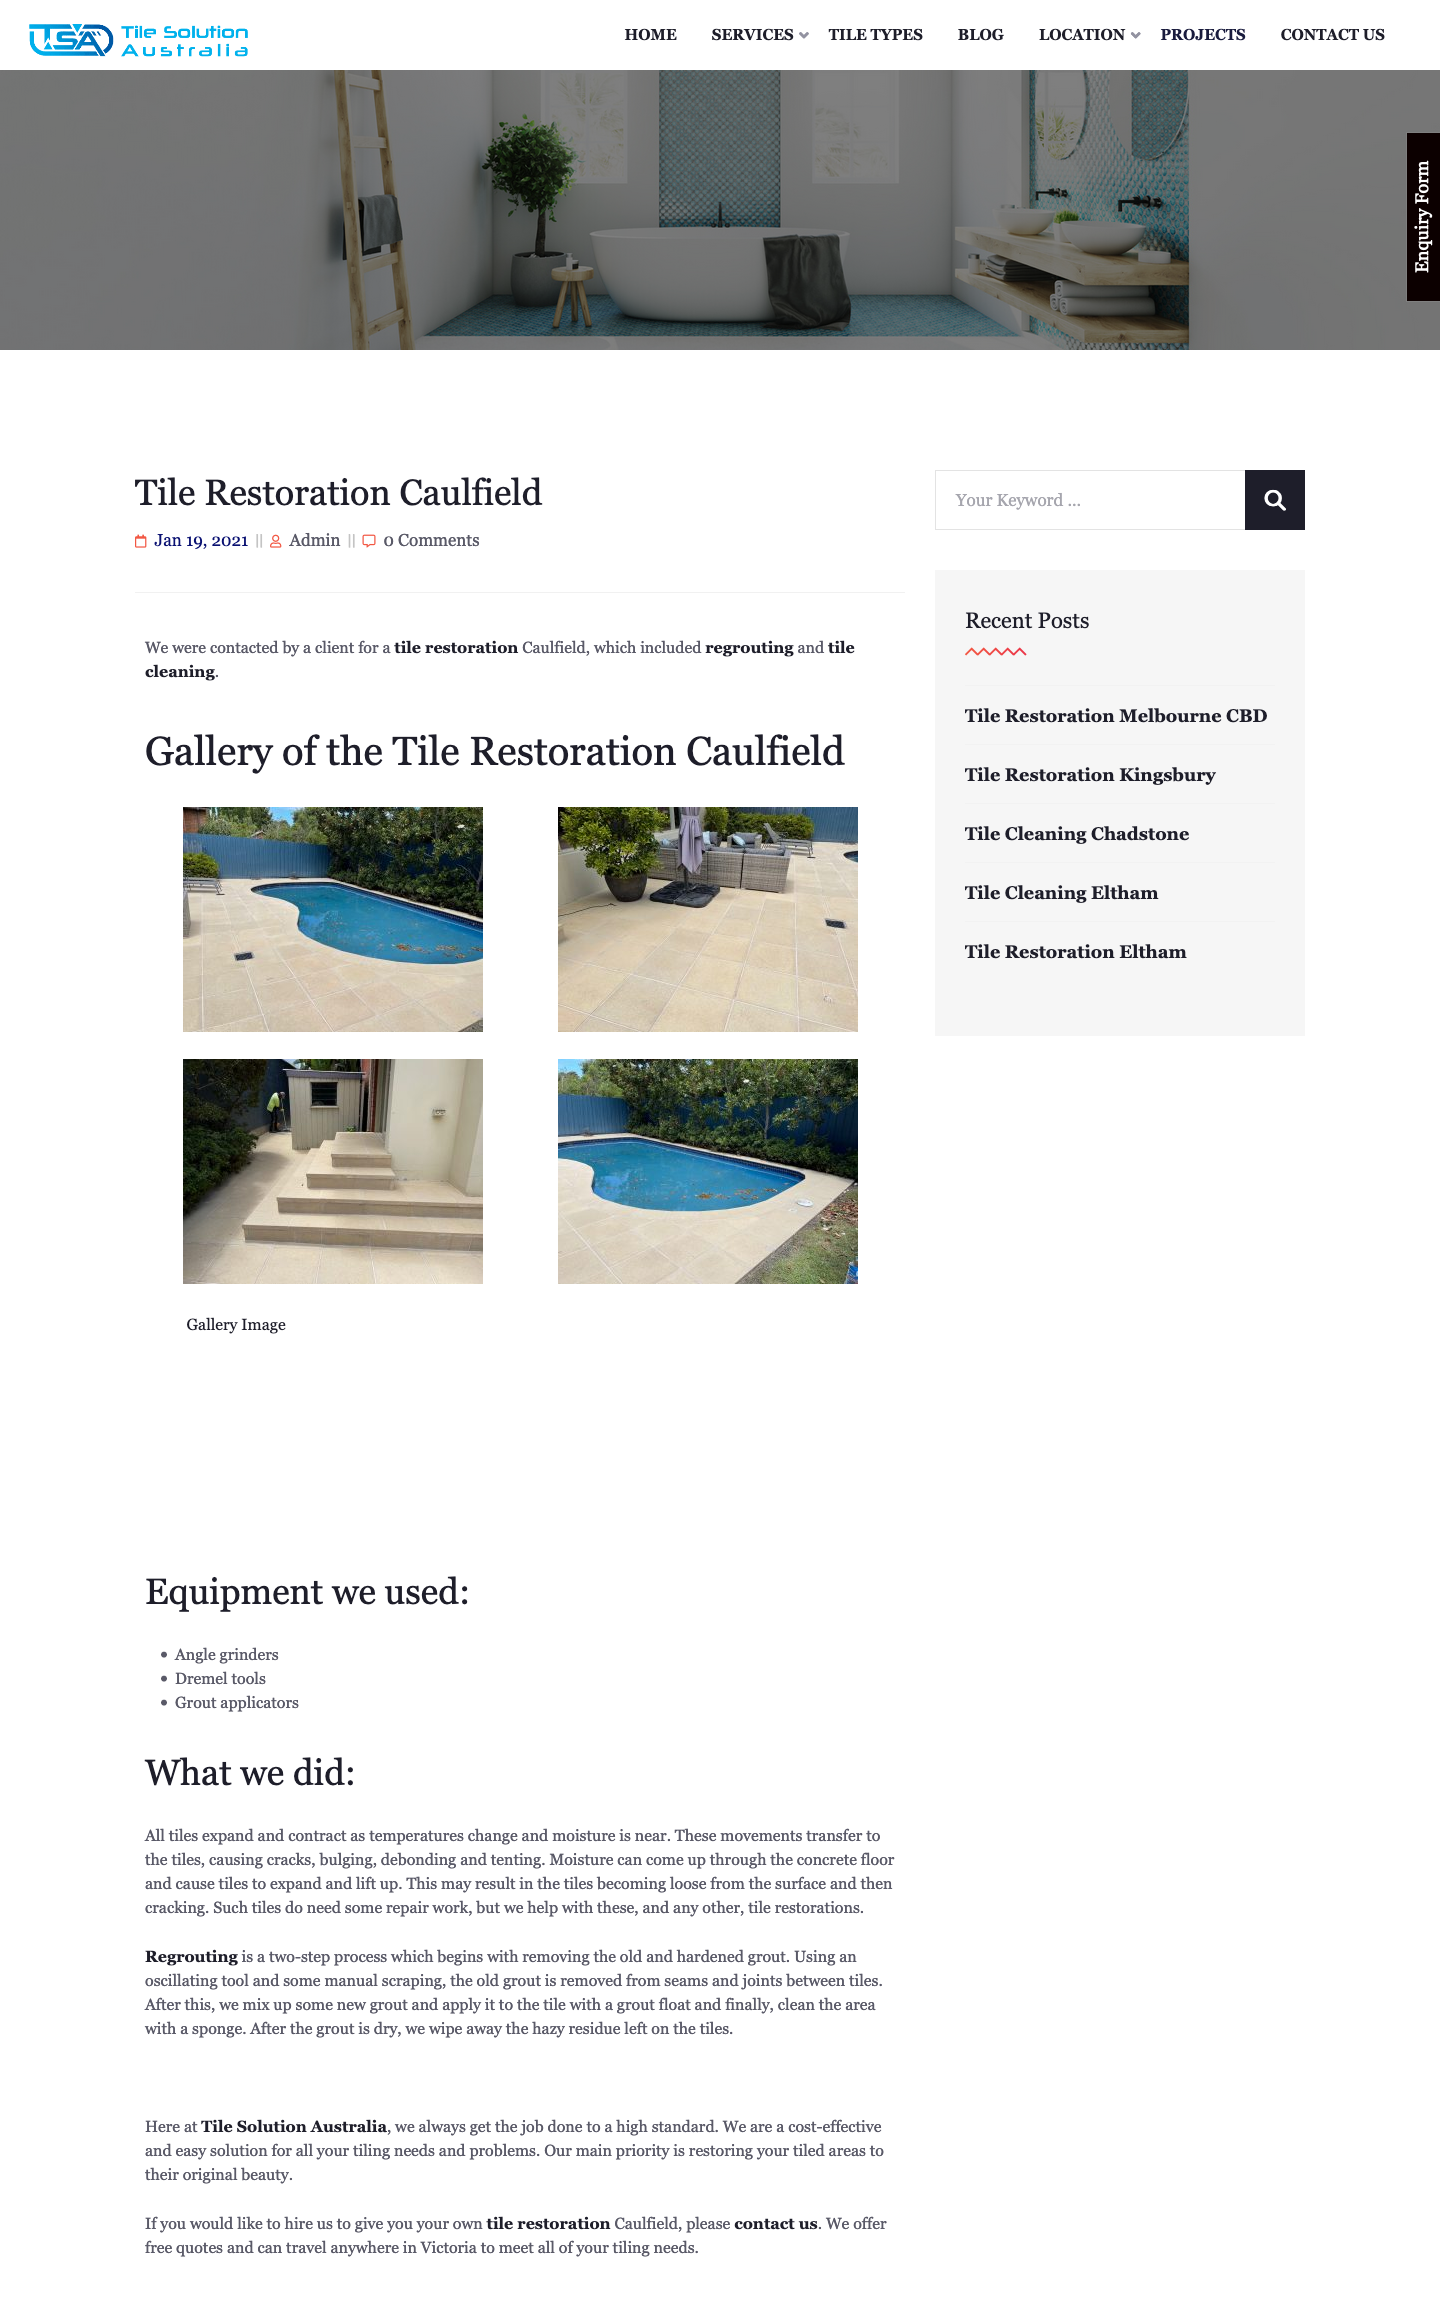 TSA Tile Solution
Australia
HOME SERVICES TILE TYPES BLOG LOCATION PROJECTS CONTACT US
Enquiry Form
Tile Restoration Caulfield
Jan 19, 2021 || Admin || 0 Comments
Your Keyword ...
We were contacted by a client for a tile restoration Caulfield, which included regrouting and tile
cleaning.
Gallery of the Tile Restoration Caulfield
Gallery Image
Recent Posts
Tile Restoration Melbourne CBD
Tile Restoration Kingsbury
Tile Cleaning Chadstone
Tile Cleaning Eltham
Tile Restoration Eltham
Equipment we used:
• Angle grinders
• Dremel tools
• Grout applicators
What we did:
All tiles expand and contract as temperatures change and moisture is near. These movements transfer to
the tiles, causing cracks, bulging, debonding and tenting. Moisture can come up through the concrete floor
and cause tiles to expand and lift up. This may result in the tiles becoming loose from the surface and then
cracking. Such tiles do need some repair work, but we help with these, and any other, tile restorations.
Regrouting is a two-step process which begins with removing the old and hardened grout. Using an
oscillating tool and some manual scraping, the old grout is removed from seams and joints between tiles.
After this, we mix up some new grout and apply it to the tile with a grout float and finally, clean the area
with a sponge. After the grout is dry, we wipe away the hazy residue left on the tiles.
Here at Tile Solution Australia, we always get the job done to a high standard. We are a cost-effective
and easy solution for all your tiling needs and problems. Our main priority is restoring your tiled areas to
their original beauty.
If you would like to hire us to give you your own tile restoration Caulfield, please contact us. We offer
free quotes and can travel anywhere in Victoria to meet all of your tiling needs.